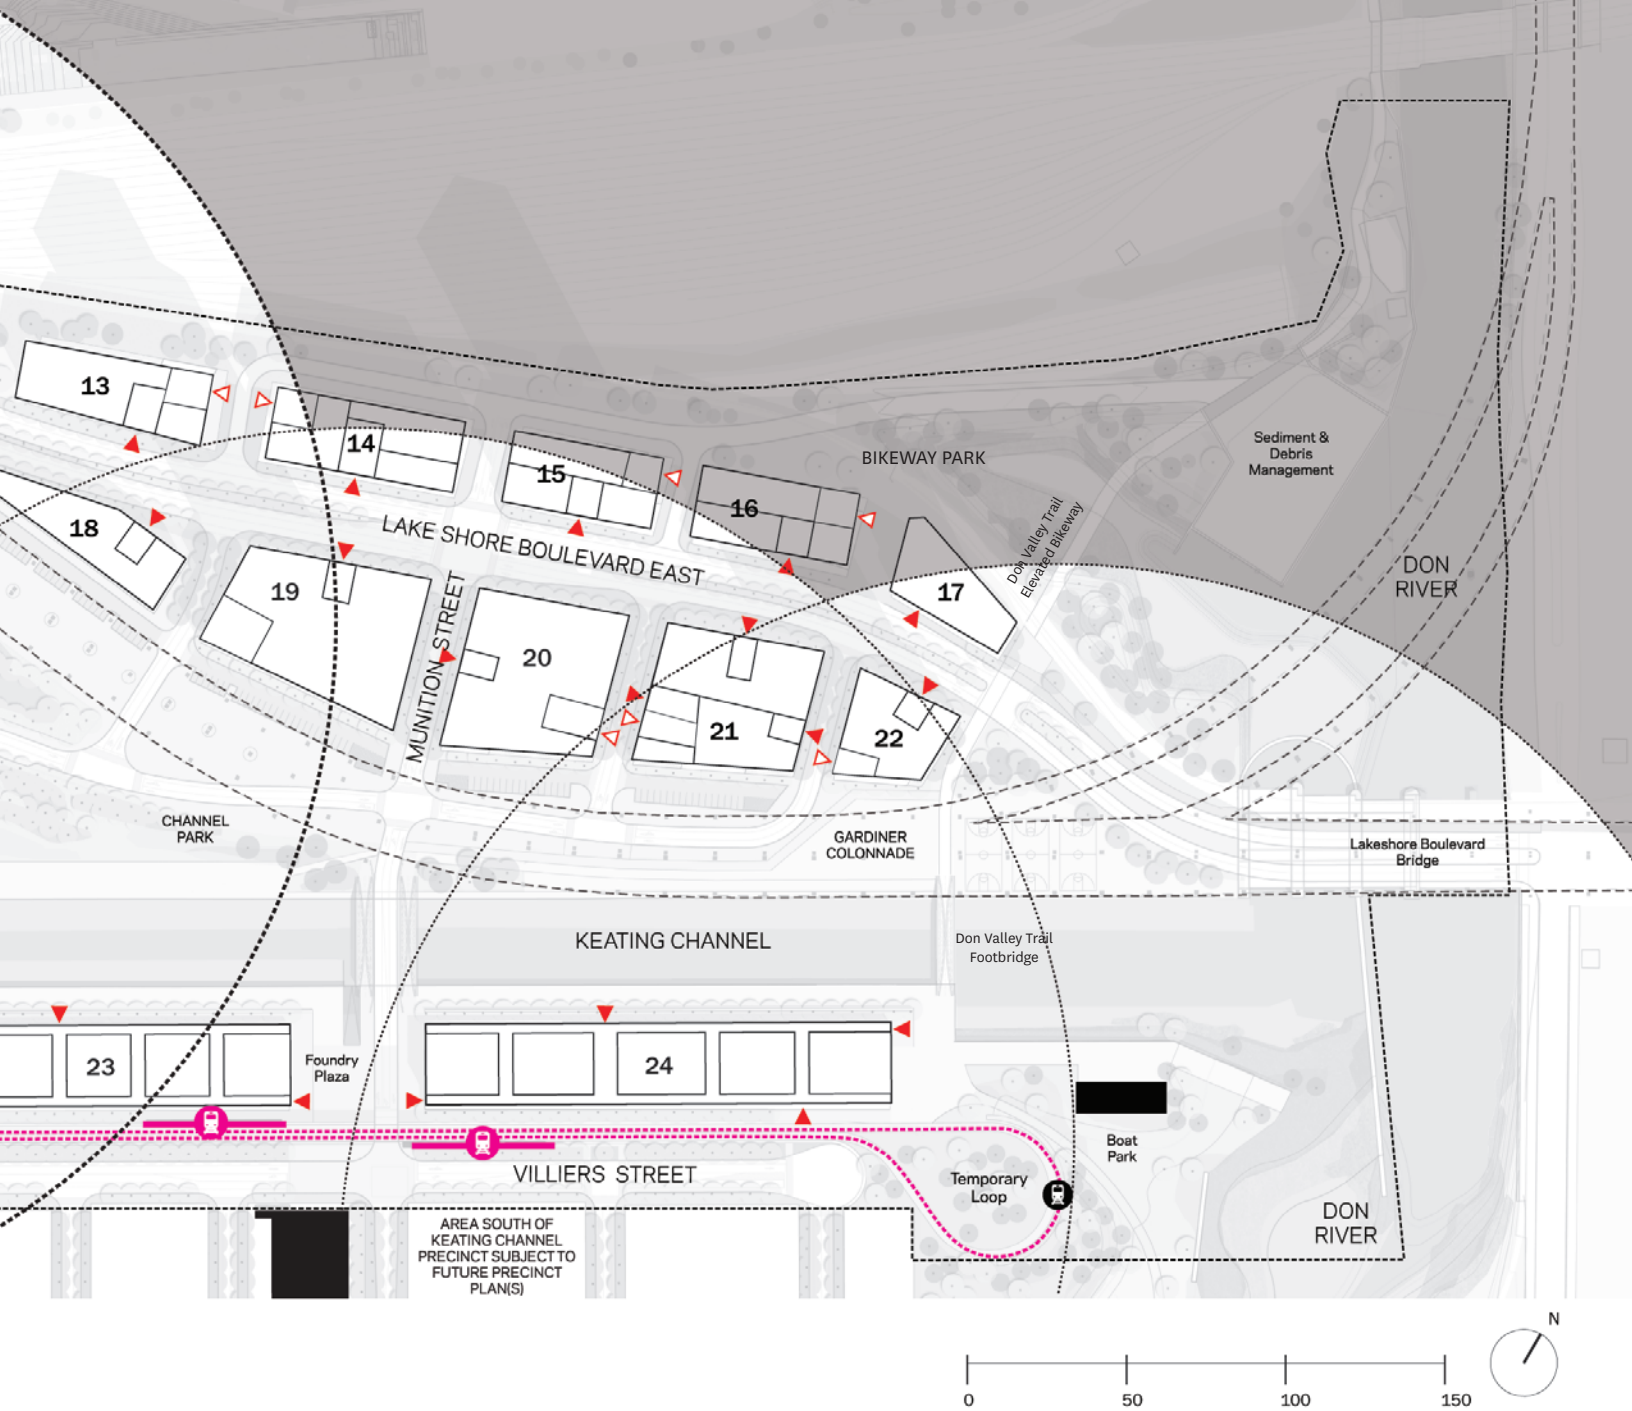 13
14
15
16
BIKEWAY PARK
Sediment &
Debris
Management
Don Valley Trail
Elevated Bikeway
DON
RIVER
17
18
19
LAKE SHORE BOULEVARD EAST
MUNITION STREET
20
21
22
CHANNEL
PARK
GARDINER
COLONNADE
Lakeshore Boulevard
Bridge
KEATING CHANNEL
Don Valley Trail
Footbridge
23
Foundry
Plaza
24
Boat
Park
VILLIERS STREET
Temporary
Loop
DON
RIVER
AREA SOUTH OF
KEATING CHANNEL
PRECINCT SUBJECT TO
FUTURE PRECINCT
PLAN(S)
N
0
50
100
150